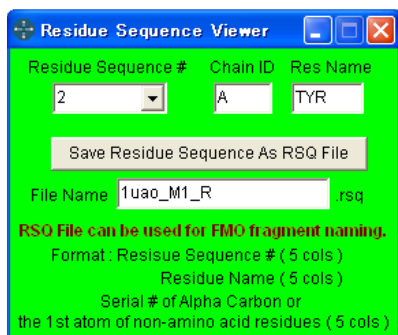 Residue Sequence Viewer
Residue Sequence # Chain ID Res Name
2 A TYR
Save Residue Sequence As RSQ File
File Name 1uao_M1_R .rsq
RSQ File can be used for FMO fragment naming.
Format : Resisue Sequence # ( 5 cols )
Residue Name ( 5 cols )
Serial # of Alpha Carbon or
the 1st atom of non-amino acid residues ( 5 cols )